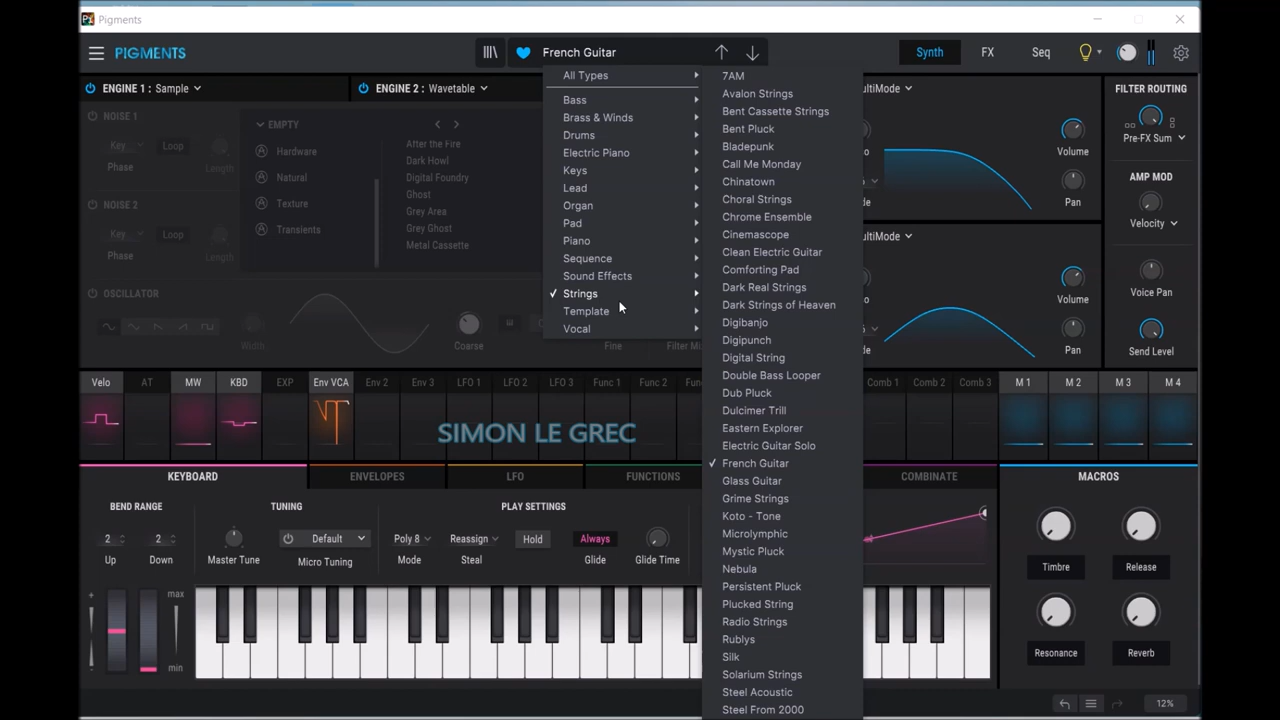 Pigments
PIGMENTS
French Guitar
Synth
FX
Seq
ENGINE 1 : Sample
ENGINE 2 : Wavetable
ultiMode
FILTER ROUTING
Pre-FX Sum
AMP MOD
Velocity
Voice Pan
Send Level
NOISE 1
Key
Loop
Phase
Length
NOISE 2
Key
Loop
Phase
Length
EMPTY
Hardware
Natural
Texture
Transients
After the Fire
Dark Howl
Digital Foundry
Ghost
Grey Area
Grey Ghost
Metal Cassette
OSCILLATOR
Width
Coarse
Fine
Filter Mi
All Types
Bass
Brass & Winds
Drums
Electric Piano
Keys
Lead
Organ
Pad
Piano
Sequence
Sound Effects
Strings
Template
Vocal
7AM
Avalon Strings
Bent Cassette Strings
Bent Pluck
Bladepunk
Call Me Monday
Chinatown
Choral Strings
Chrome Ensemble
Cinemascope
Clean Electric Guitar
Comforting Pad
Dark Real Strings
Dark Strings of Heaven
Digibanjo
Digipunch
Digital String
Double Bass Looper
Dub Pluck
Dulcimer Trill
Eastern Explorer
Electric Guitar Solo
French Guitar
Glass Guitar
Grime Strings
Koto - Tone
Microlymphic
Mystic Pluck
Nebula
Persistent Pluck
Plucked String
Radio Strings
Rublys
Silk
Solarium Strings
Steel Acoustic
Steel From 2000
Volume
de
Pan
ultiMode
Volume
de
Pan
Velo
AT
MW
KBD
EXP
Env VCA
Env 2
Env 3
LFO 1
LFO 2
LFO 3
Func 1
Func 2
Fun
Comb 1
Comb 2
Comb 3
M 1
M 2
M 3
M 4
SIMON LE GREC
KEYBOARD
ENVELOPES
LFO
FUNCTIONS
COMBINATE
MACROS
BEND RANGE
2
2
Up
Down
TUNING
Master Tune
Default
Micro Tuning
PLAY SETTINGS
Poly 8
Reassign
Hold
Always
Mode
Steal
Glide
Glide Time
max
min
Timbre
Release
Resonance
Reverb
12%